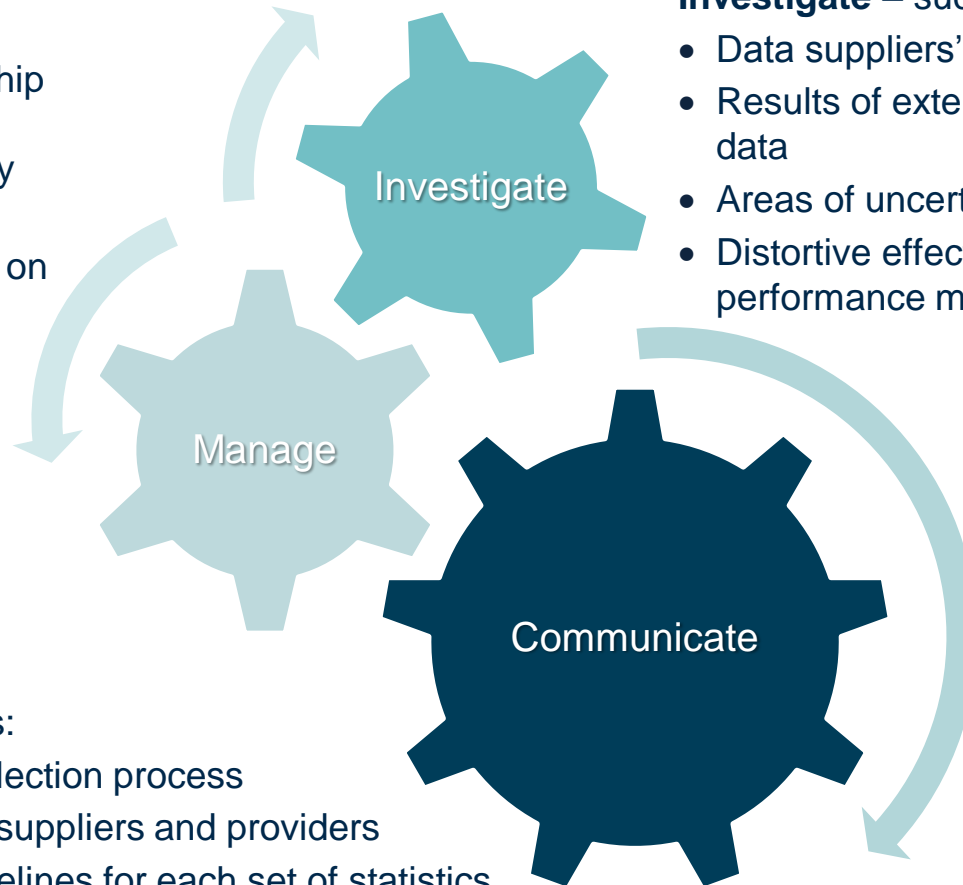 hip
y
on
Investigate – suc
• Data suppliers’
• Results of exte
data
• Areas of uncert
• Distortive effec
performance m
Investigate
Manage
Communicate
s:
lection process
suppliers and providers
elines for each set of statistics